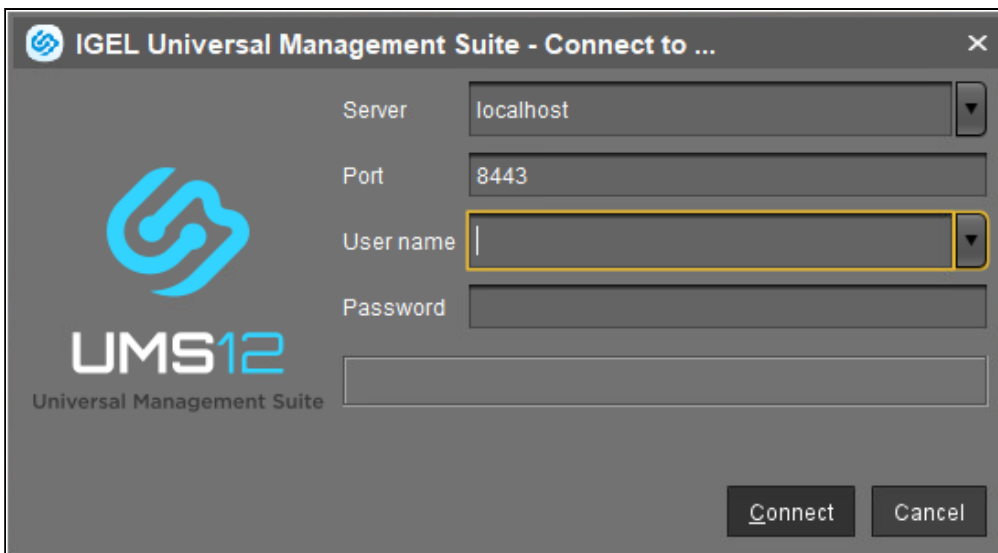 IGEL Universal Management Suite - Connect to ...
Server localhost
Port 8443
User name
Password
UMS12
Universal Management Suite
Connect Cancel